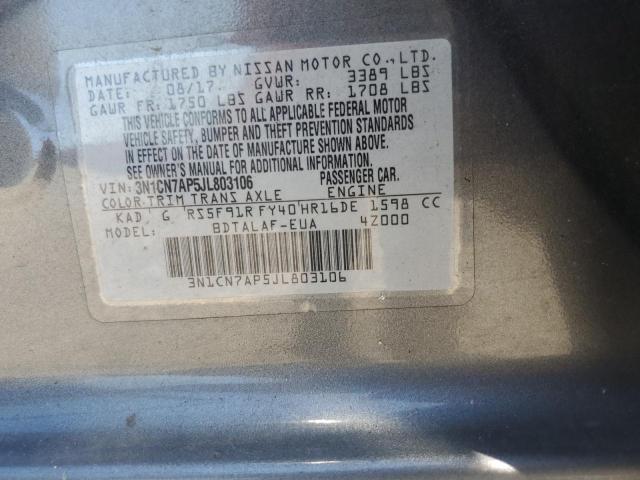 MANUFACTURED BY NISSAN MOTOR CO.,LTD.
DATE: 08/17 GVWR: 3389 LBS
GAWR FR: 1750 LBS GAWR RR: 1708 LBS
THIS VEHICLE CONFORMS TO ALL APPLICABLE FEDERAL MOTOR
VEHICLE SAFETY, BUMPER AND THEFT PREVENTION STANDARDS
IN EFFECT ON THE DATE OF MANUFACTURE SHOWN ABOVE.
SEE OWNER'S MANUAL FOR ADDITIONAL INFORMATION.
VIN: 3N1CN7AP5JL803106 PASSENGER CAR.
COLOR TRIM TRANS AXLE ENGINE
KAD G RS5F91R FY40 HR16DE 1598 CC
BDTALAF-EUA 4Z000
3N1CN7AP5JL803106